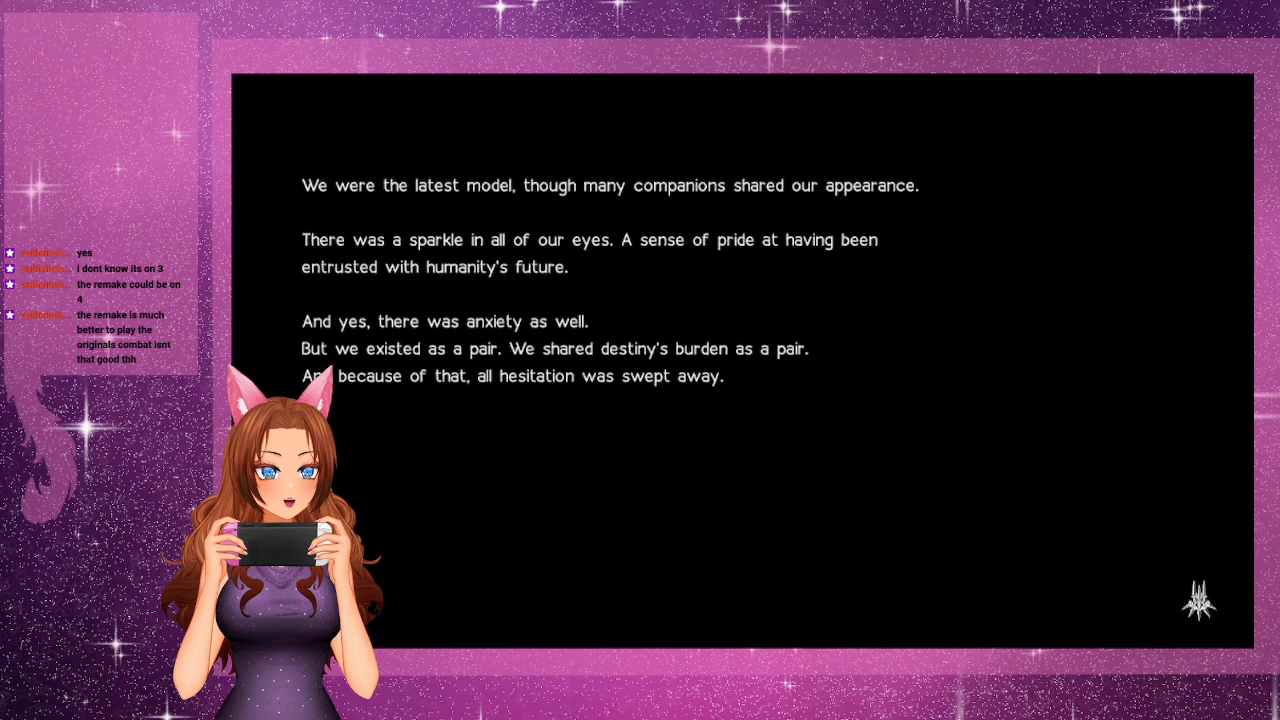 We were the latest model, though many companions shared our appearance.
There was a sparkle in all of our eyes. A sense of pride at having been
entrusted with humanity's future.
And yes, there was anxiety as well.
But we existed as a pair. We shared destiny's burden as a pair.
because of that, all hesitation was swept away.
yes
i dont know its on 3
the remake could be on
4
the remake is much
better to play the
originals combat isnt
that good tbh